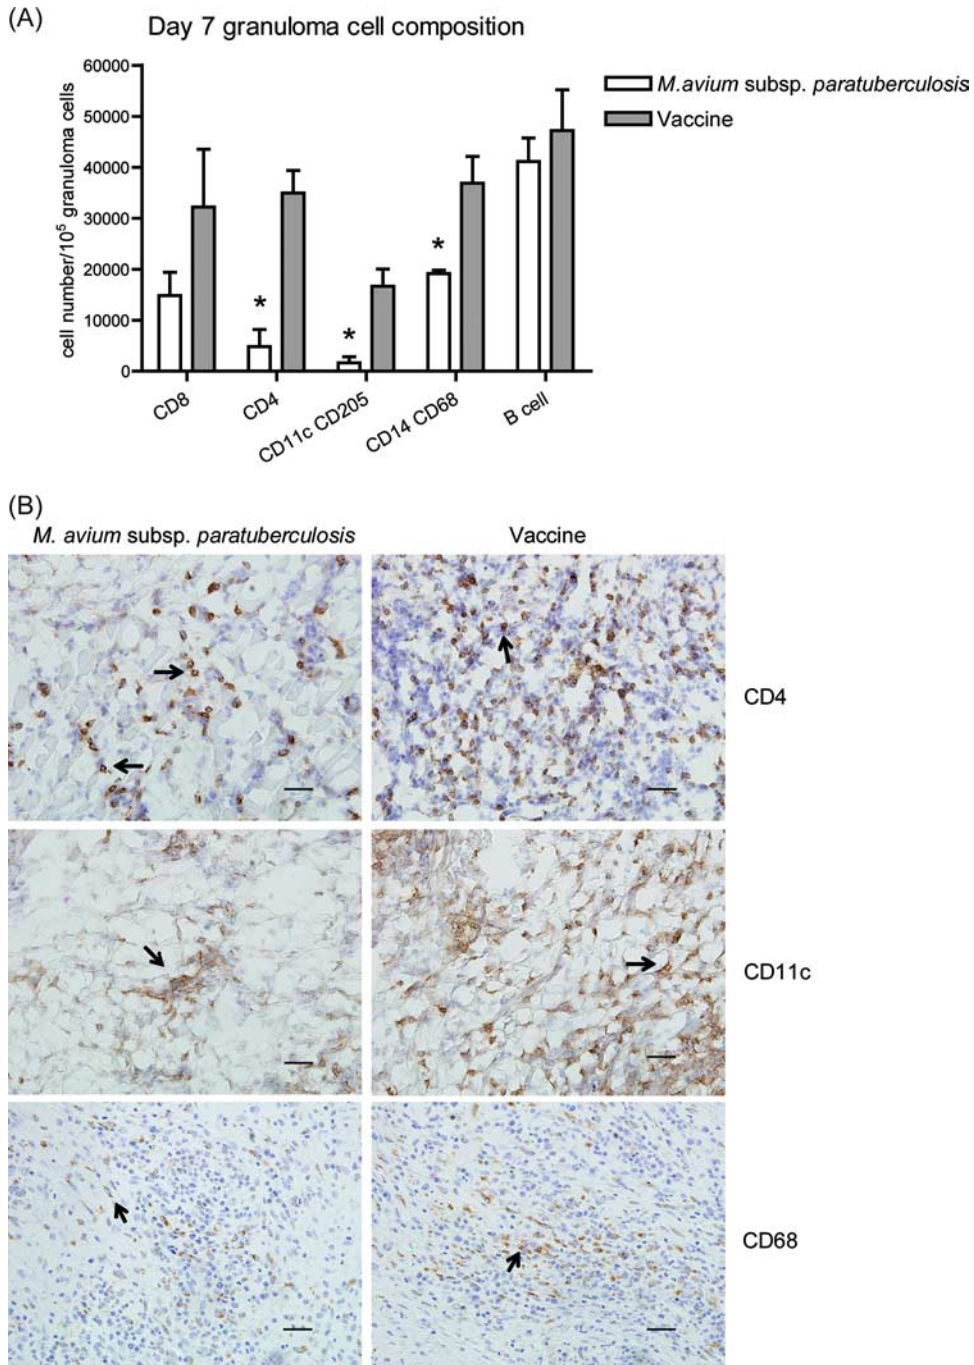 (A)
Day 7 granuloma cell composition
cell number/10⁵ granuloma cells
60000
50000
40000
30000
20000
10000
0
*
*
*
CD8
CD4
CD11c CD205
CD14 CD68
B cell
M.avium subsp. paratuberculosis
Vaccine
(B)
M. avium subsp. paratuberculosis
Vaccine
CD4
CD11c
CD68